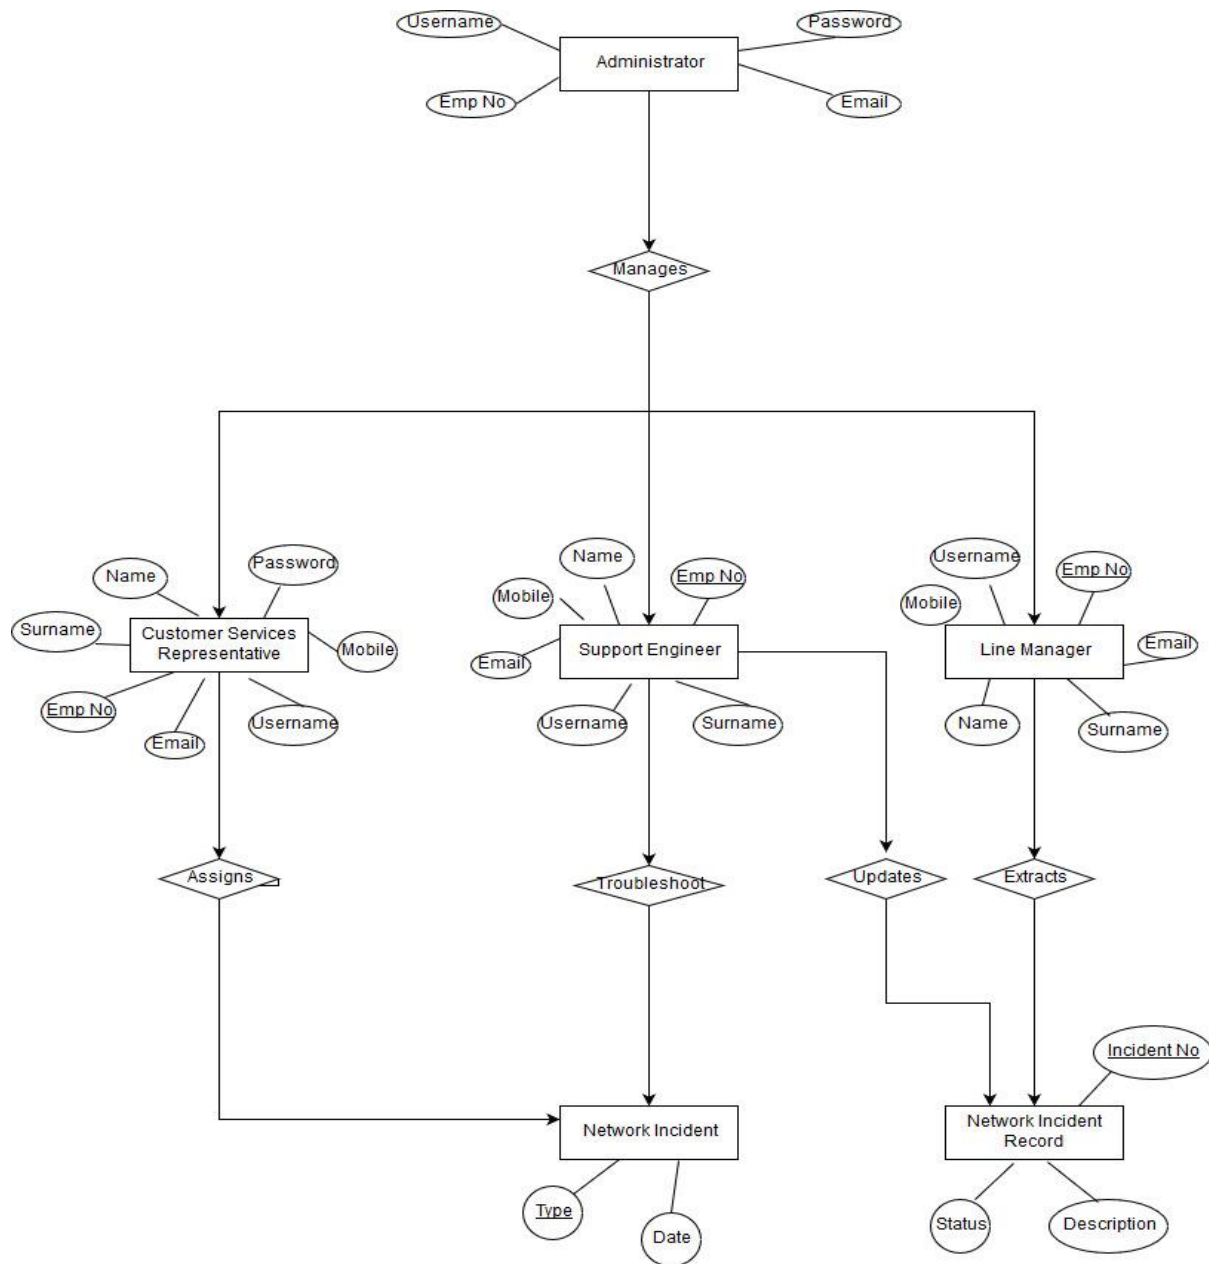 Username
Password
Administrator
Emp No
Email
Manages
Name
Password
Name
Emp No
Username
Emp No
Mobile
Mobile
Surname
Customer Services
Representative
Mobile
Email
Support Engineer
Line Manager
Email
Emp No
Email
Username
Username
Surname
Name
Surname
Assigns
Troubleshoot
Updates
Extracts
Incident No
Network Incident
Network Incident
Record
Type
Date
Status
Description